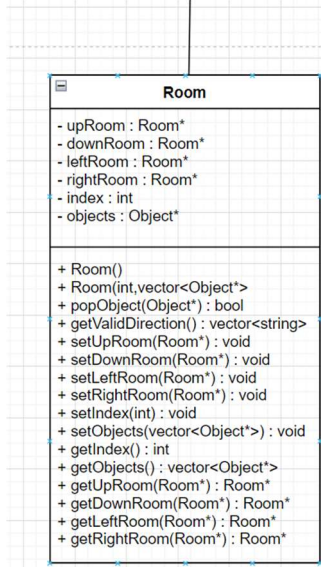 Room
- upRoom : Room*
- downRoom : Room*
- leftRoom : Room*
- rightRoom : Room*
- index : int
- objects : Object*
+ Room()
+ Room(int,vector<Object*>
+ popObject(Object*) : bool
+ getValidDirection() : vector<string>
+ setUpRoom(Room*) : void
+ setDownRoom(Room*) : void
+ setLeftRoom(Room*) : void
+ setRightRoom(Room*) : void
+ setIndex(int) : void
+ setObjects(vector<Object*>) : void
+ getIndex() : int
+ getObjects() : vector<Object*>
+ getUpRoom(Room*) : Room*
+ getDownRoom(Room*) : Room*
+ getLeftRoom(Room*) : Room*
+ getRightRoom(Room*) : Room*